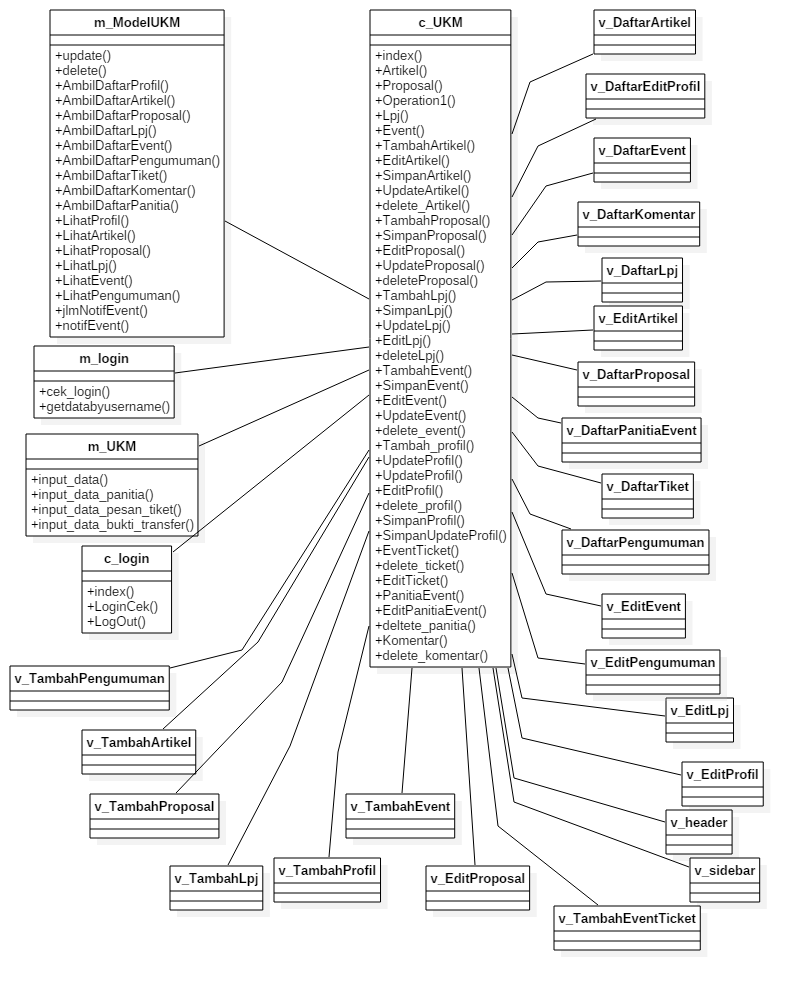 m_ModelUKM
+update()
+delete()
+AmbilDaftarProfil()
+AmbilDaftarArtikel()
+AmbilDaftarProposal()
+AmbilDaftarLpj()
+AmbilDaftarEvent()
+AmbilDaftarPengumuman()
+AmbilDaftarTiket()
+AmbilDaftarKomentar()
+AmbilDaftarPanitia()
+LihatProfil()
+LihatArtikel()
+LihatProposal()
+LihatLpj()
+LihatEvent()
+LihatPengumuman()
+jlmNotifEvent()
+notifEvent()
m_login
+cek_login()
+getdatabyusername()
m_UKM
+input_data()
+input_data_panitia()
+input_data_pesan_tiket()
+input_data_bukti_transfer()
c_login
+index()
+LoginCek()
+LogOut()
c_UKM
+index()
+Artikel()
+Proposal()
+Operation1()
+Lpj()
+Event()
+TambahArtikel()
+EditArtikel()
+SimpanArtikel()
+UpdateArtikel()
+delete_Artikel()
+TambahProposal()
+SimpanProposal()
+EditProposal()
+UpdateProposal()
+deleteProposal()
+TambahLpj()
+SimpanLpj()
+UpdateLpj()
+EditLpj()
+deleteLpj()
+TambahEvent()
+SimpanEvent()
+EditEvent()
+UpdateEvent()
+delete_event()
+Tambah_profil()
+UpdateProfil()
+UpdateProfil()
+EditProfil()
+delete_profil()
+SimpanProfil()
+SimpanUpdateProfil()
+EventTicket()
+delete_ticket()
+EditTicket()
+PanitiaEvent()
+EditPanitiaEvent()
+deltete_panitia()
+Komentar()
+delete_komentar()
v_DaftarArtikel
v_DaftarEditProfil
v_DaftarEvent
v_DaftarKomentar
v_DaftarLpj
v_EditArtikel
v_DaftarProposal
v_DaftarPanitiaEvent
v_DaftarTiket
v_DaftarPengumuman
v_EditEvent
v_EditPengumuman
v_EditLpj
v_EditProfil
v_header
v_sidebar
v_TambahEventTicket
v_TambahPengumuman
v_TambahArtikel
v_TambahProposal
v_TambahLpj
v_TambahProfil
v_TambahEvent
v_EditProposal